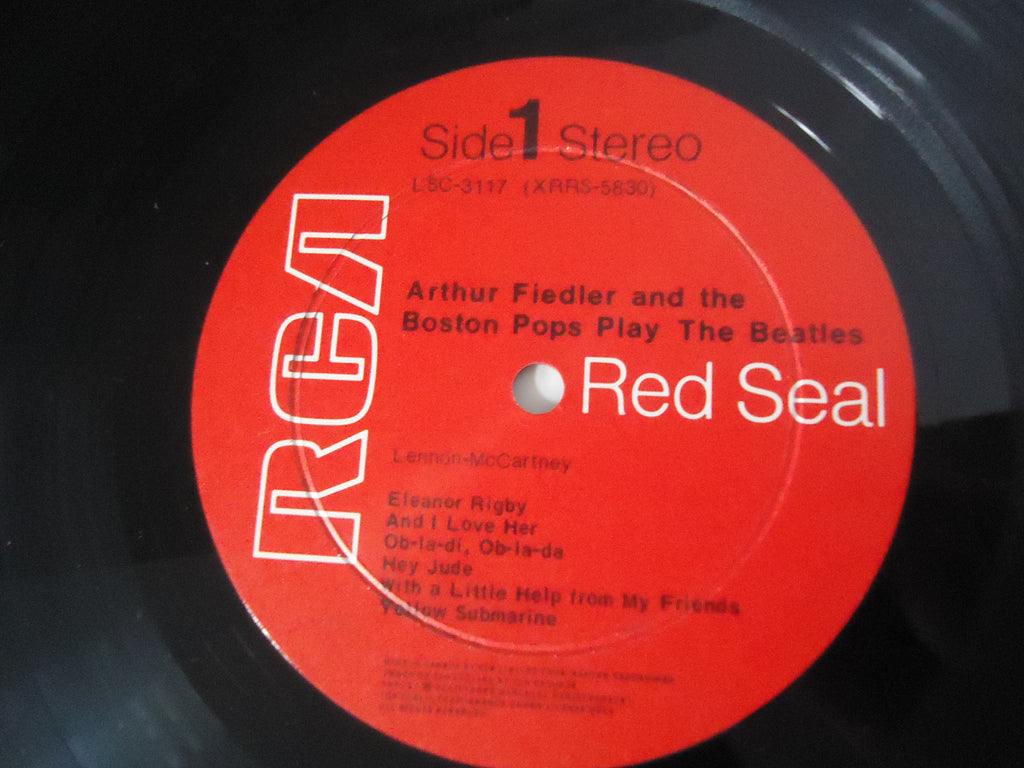 Side 1 Stereo
LSC-3117 (XRRS-5830)
RCA
Arthur Fiedler and the
Boston Pops Play The Beatles
Red Seal
Lennon-McCartney
Eleanor Rigby
And I Love Her
Ob-la-di, Ob-la-da
Hey Jude
With a Little Help from My Friends
Yellow Submarine